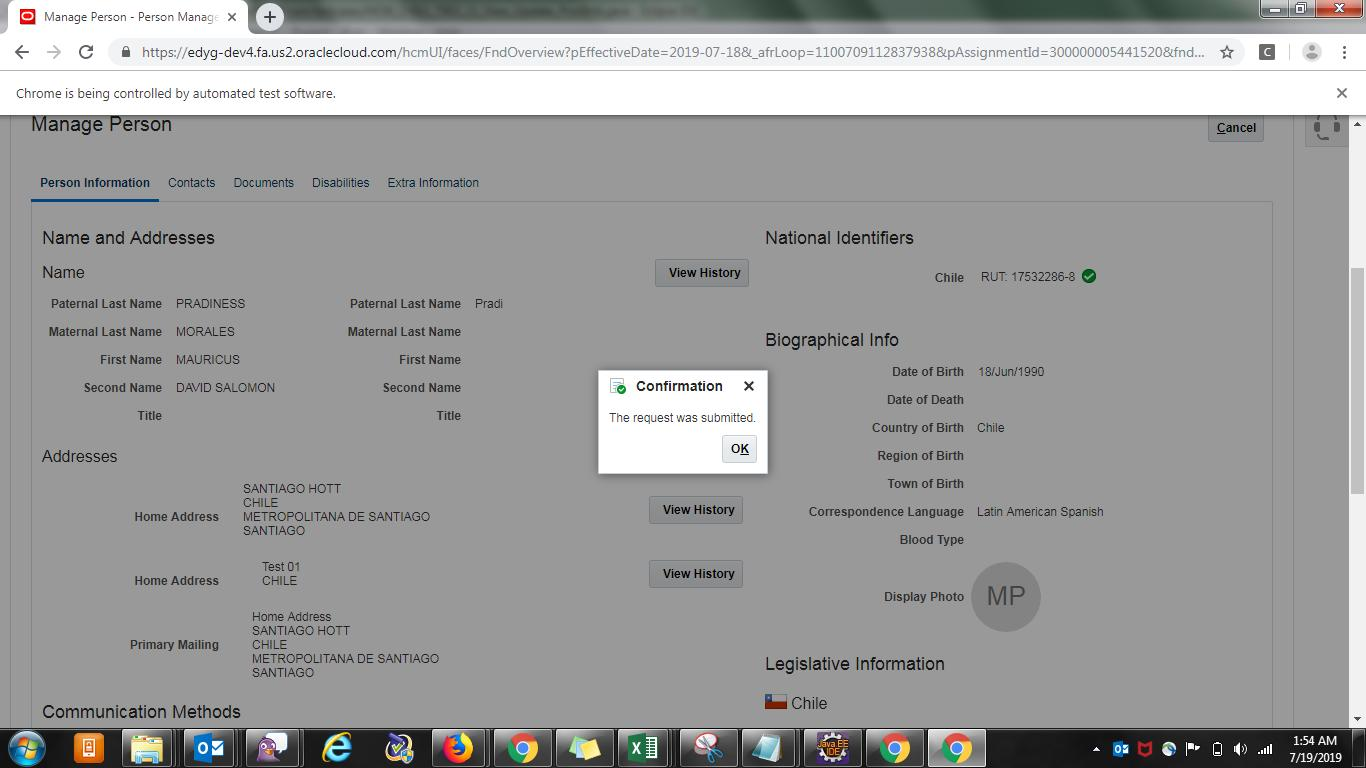 Manage Person - Person Manage
https://edyg-dev4.fa.us2.oraclecloud.com/hcmUI/faces/FndOverview?pEffectiveDate=2019-07-18&_afrLoop=1100709112837938&pAssignmentId=300000005441520&fnd...
C
Chrome is being controlled by automated test software.
Manage Person
Cancel
Person Information Contacts Documents Disabilities Extra Information
Name and Addresses
Name
View History
Paternal Last Name PRADINESS Paternal Last Name Pradi
Maternal Last Name MORALES Maternal Last Name
First Name MAURICUS First Name
Second Name DAVID SALOMON Second Name
Title Title
Addresses
SANTIAGO HOTT
CHILE
Home Address METROPOLITANA DE SANTIAGO View History
SANTIAGO
Test 01
Home Address CHILE View History
Home Address
SANTIAGO HOTT
Primary Mailing CHILE
METROPOLITANA DE SANTIAGO
SANTIAGO
Communication Methods
National Identifiers
Chile RUT: 17532286-8
Biographical Info
Date of Birth 18/Jun/1990
Date of Death
Country of Birth Chile
Region of Birth
Town of Birth
Correspondence Language Latin American Spanish
Blood Type
Display Photo MP
Legislative Information
Chile
Confirmation
The request was submitted.
OK
Java EE
IDE
1:54 AM
7/19/2019